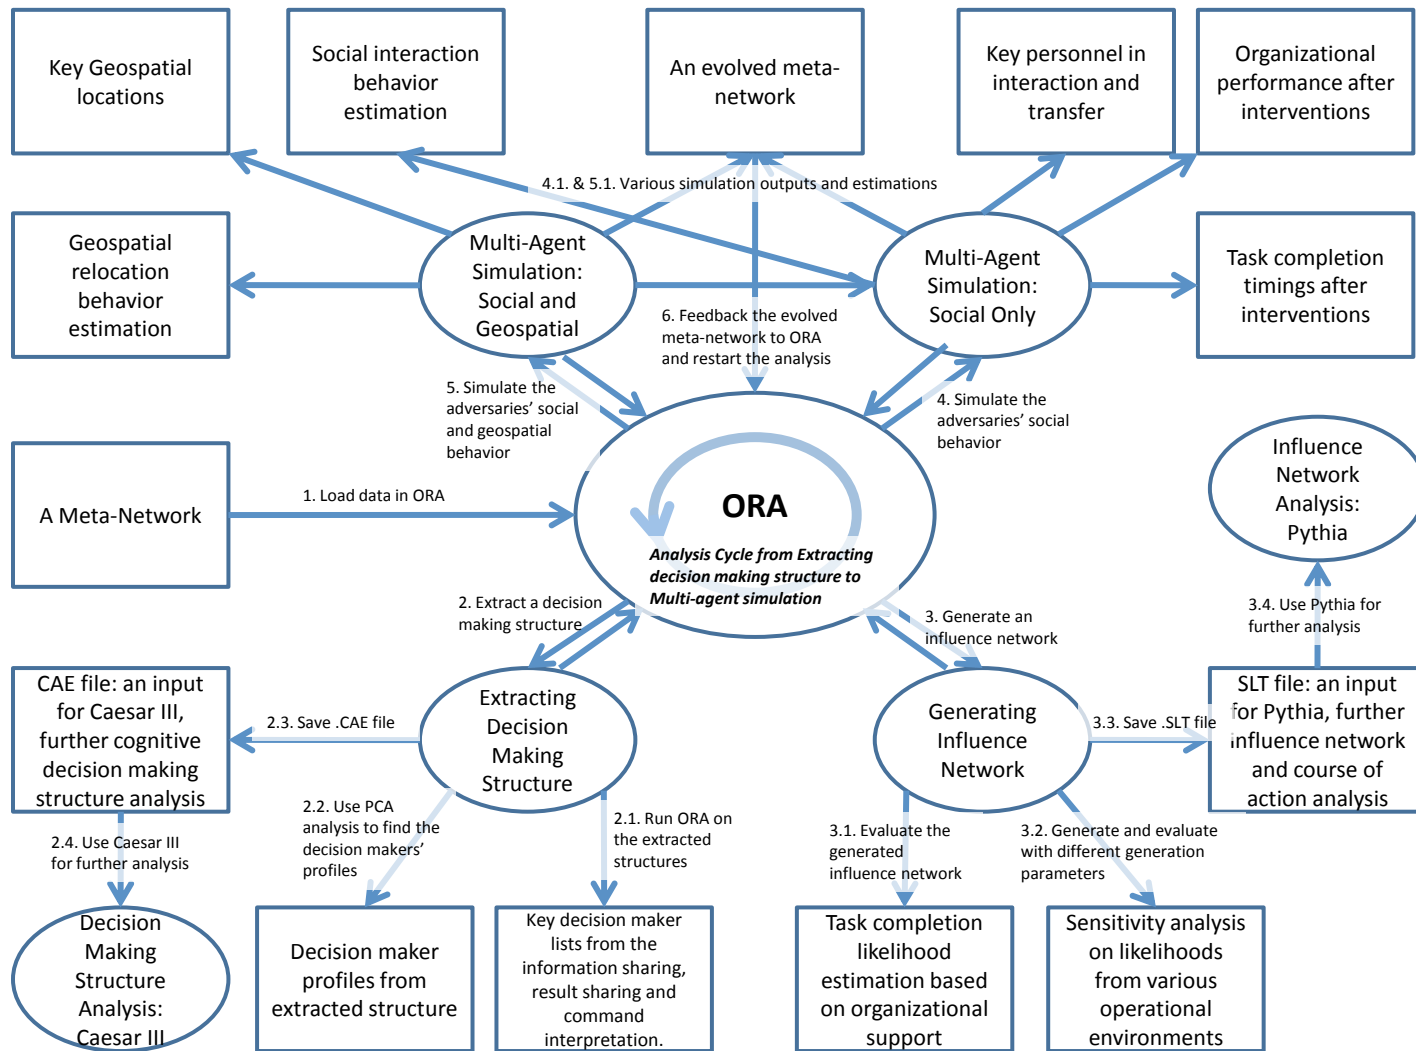 Key Geospatial
locations
Social interaction
behavior
estimation
An evolved meta-
network
Key personnel in
interaction and
transfer
Organizational
performance after
interventions
4.1. & 5.1. Various simulation outputs and estimations
Geospatial
relocation
behavior
estimation
Multi-Agent
Simulation:
Social and
Geospatial
Multi-Agent
Simulation:
Social Only
Task completion
timings after
interventions
6. Feedback the evolved
meta-network to ORA
and restart the analysis
5. Simulate the
adversaries’ social
and geospatial
behavior
4. Simulate the
adversaries’ social
behavior
A Meta-Network
1. Load data in ORA
ORA
Analysis Cycle from Extracting
decision making structure to
Multi-agent simulation
Influence
Network
Analysis:
Pythia
2. Extract a decision
making structure
3. Generate an
influence network
3.4. Use Pythia for
further analysis
CAE file: an input
for Caesar III,
further cognitive
decision making
structure analysis
2.3. Save .CAE file
Extracting
Decision
Making
Structure
Generating
Influence
Network
3.3. Save .SLT file
SLT file: an input
for Pythia, further
influence network
and course of
action analysis
2.4. Use Caesar III
for further analysis
2.2. Use PCA
analysis to find the
decision makers’
profiles
2.1. Run ORA on
the extracted
structures
3.1. Evaluate the
generated
influence network
3.2. Generate and evaluate
with different generation
parameters
Decision
Making
Structure
Analysis:
Caesar III
Decision maker
profiles from
extracted structure
Key decision maker
lists from the
information sharing,
result sharing and
command
interpretation.
Task completion
likelihood
estimation based
on organizational
support
Sensitivity analysis
on likelihoods
from various
operational
environments